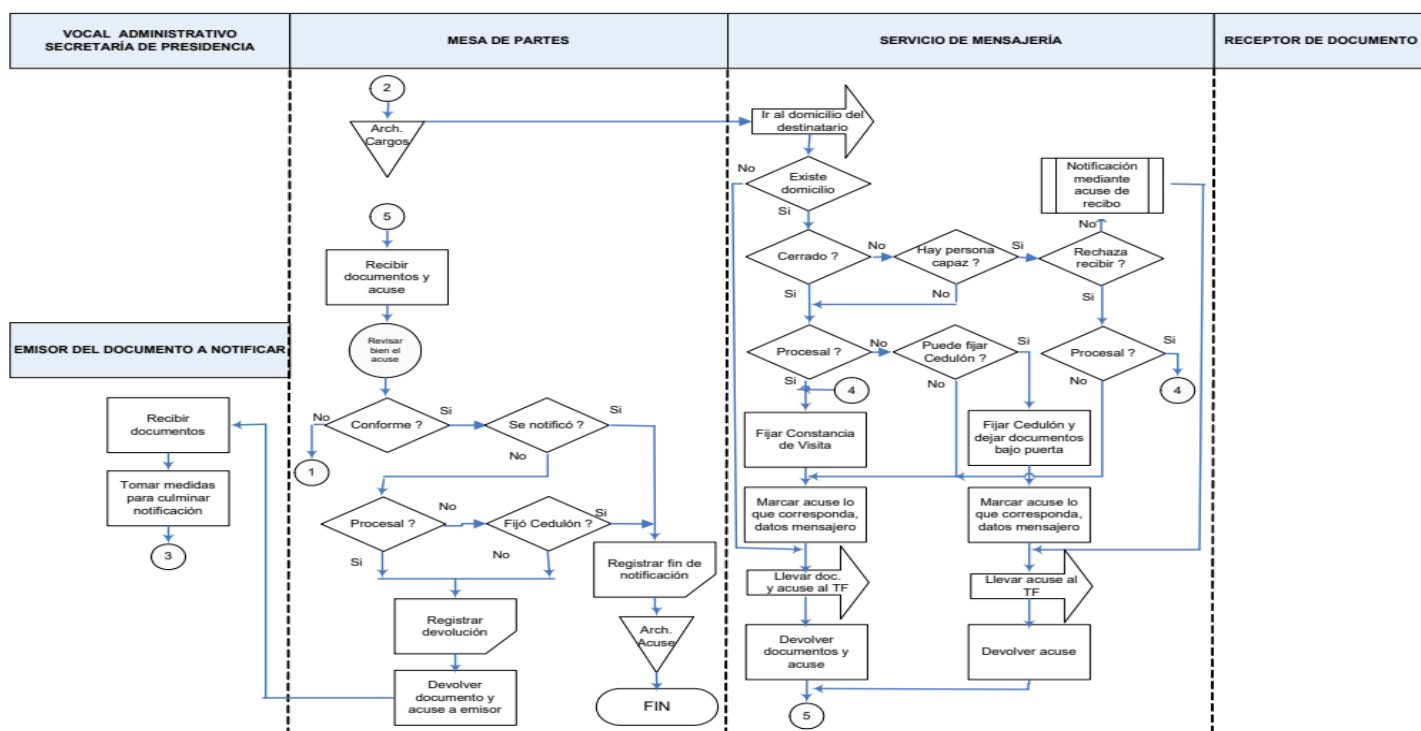 VOCAL ADMINISTRATIVO
SECRETARÍA DE PRESIDENCIA
MESA DE PARTES
SERVICIO DE MENSAJERÍA
RECEPTOR DE DOCUMENTO
2
Arch.
Cargos
Ir al domicilio del
destinatario
No
Existe
domicilio
Si
Notificación
mediante
acuse de
recibo
No
5
Recibir
documentos y
acuse
Cerrado ?
No
Hay persona
capaz ?
Si
Rechaza
recibir ?
Si
No
Si
EMISOR DEL DOCUMENTO A NOTIFICAR
Revisar
bien el
acuse
Procesal ?
No
Puede fijar
Cedulón ?
Si
Procesal ?
Si
Si
No
No
4
4
Recibir
documentos
No
Conforme ?
Si
Se notificó ?
Si
No
1
Fijar Constancia
de Visita
Fijar Cedulón y
dejar documentos
bajo puerta
Tomar medidas
para culminar
notificación
3
Procesal ?
No
Fijó Cedulón ?
Si
Si
No
Marcar acuse lo
que corresponda,
datos mensajero
Marcar acuse lo
que corresponda,
datos mensajero
Registrar fin de
notificación
Llevar doc.
y acuse al TF
Llevar acuse al
TF
Registrar
devolución
Arch.
Acuse
Devolver
documentos y
acuse
Devolver acuse
Devolver
documento y
acuse a emisor
FIN
5